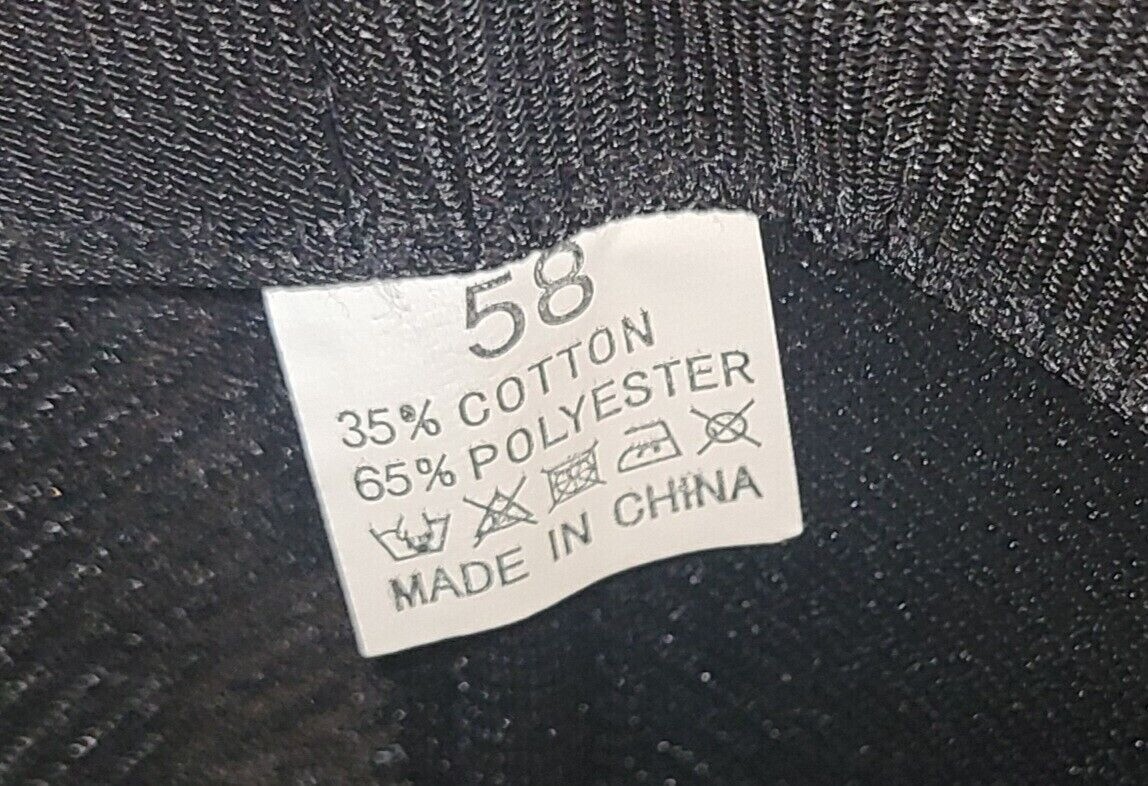 58
35% COTTON
65% POLYESTER
MADE IN CHINA